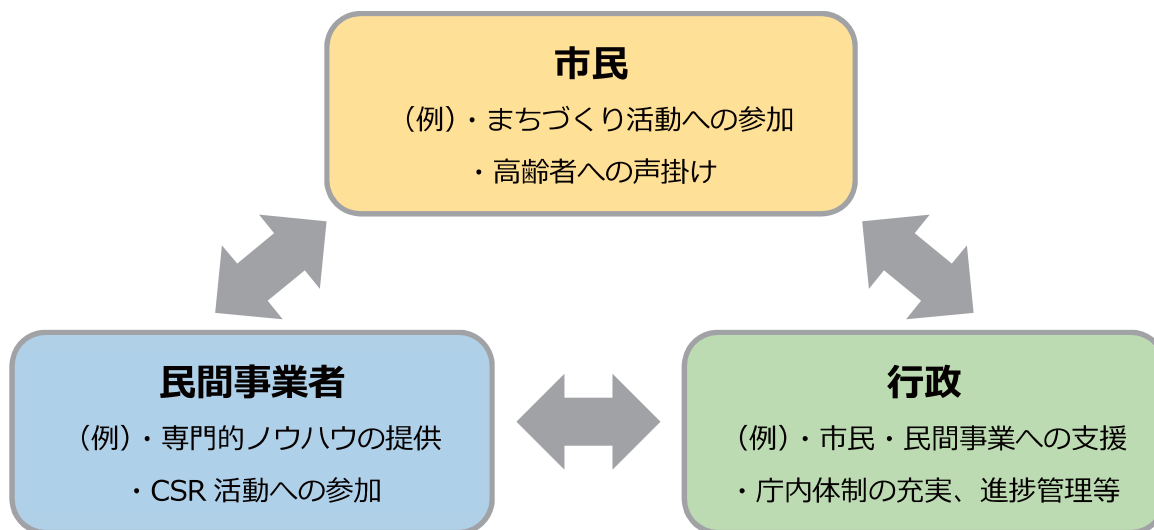 市民
（例）・まちづくり活動への参加
・高齢者への声掛け
民間事業者
（例）・専門的ノウハウの提供
・CSR 活動への参加
行政
（例）・市民・民間事業への支援
・庁内体制の充実、進捗管理等